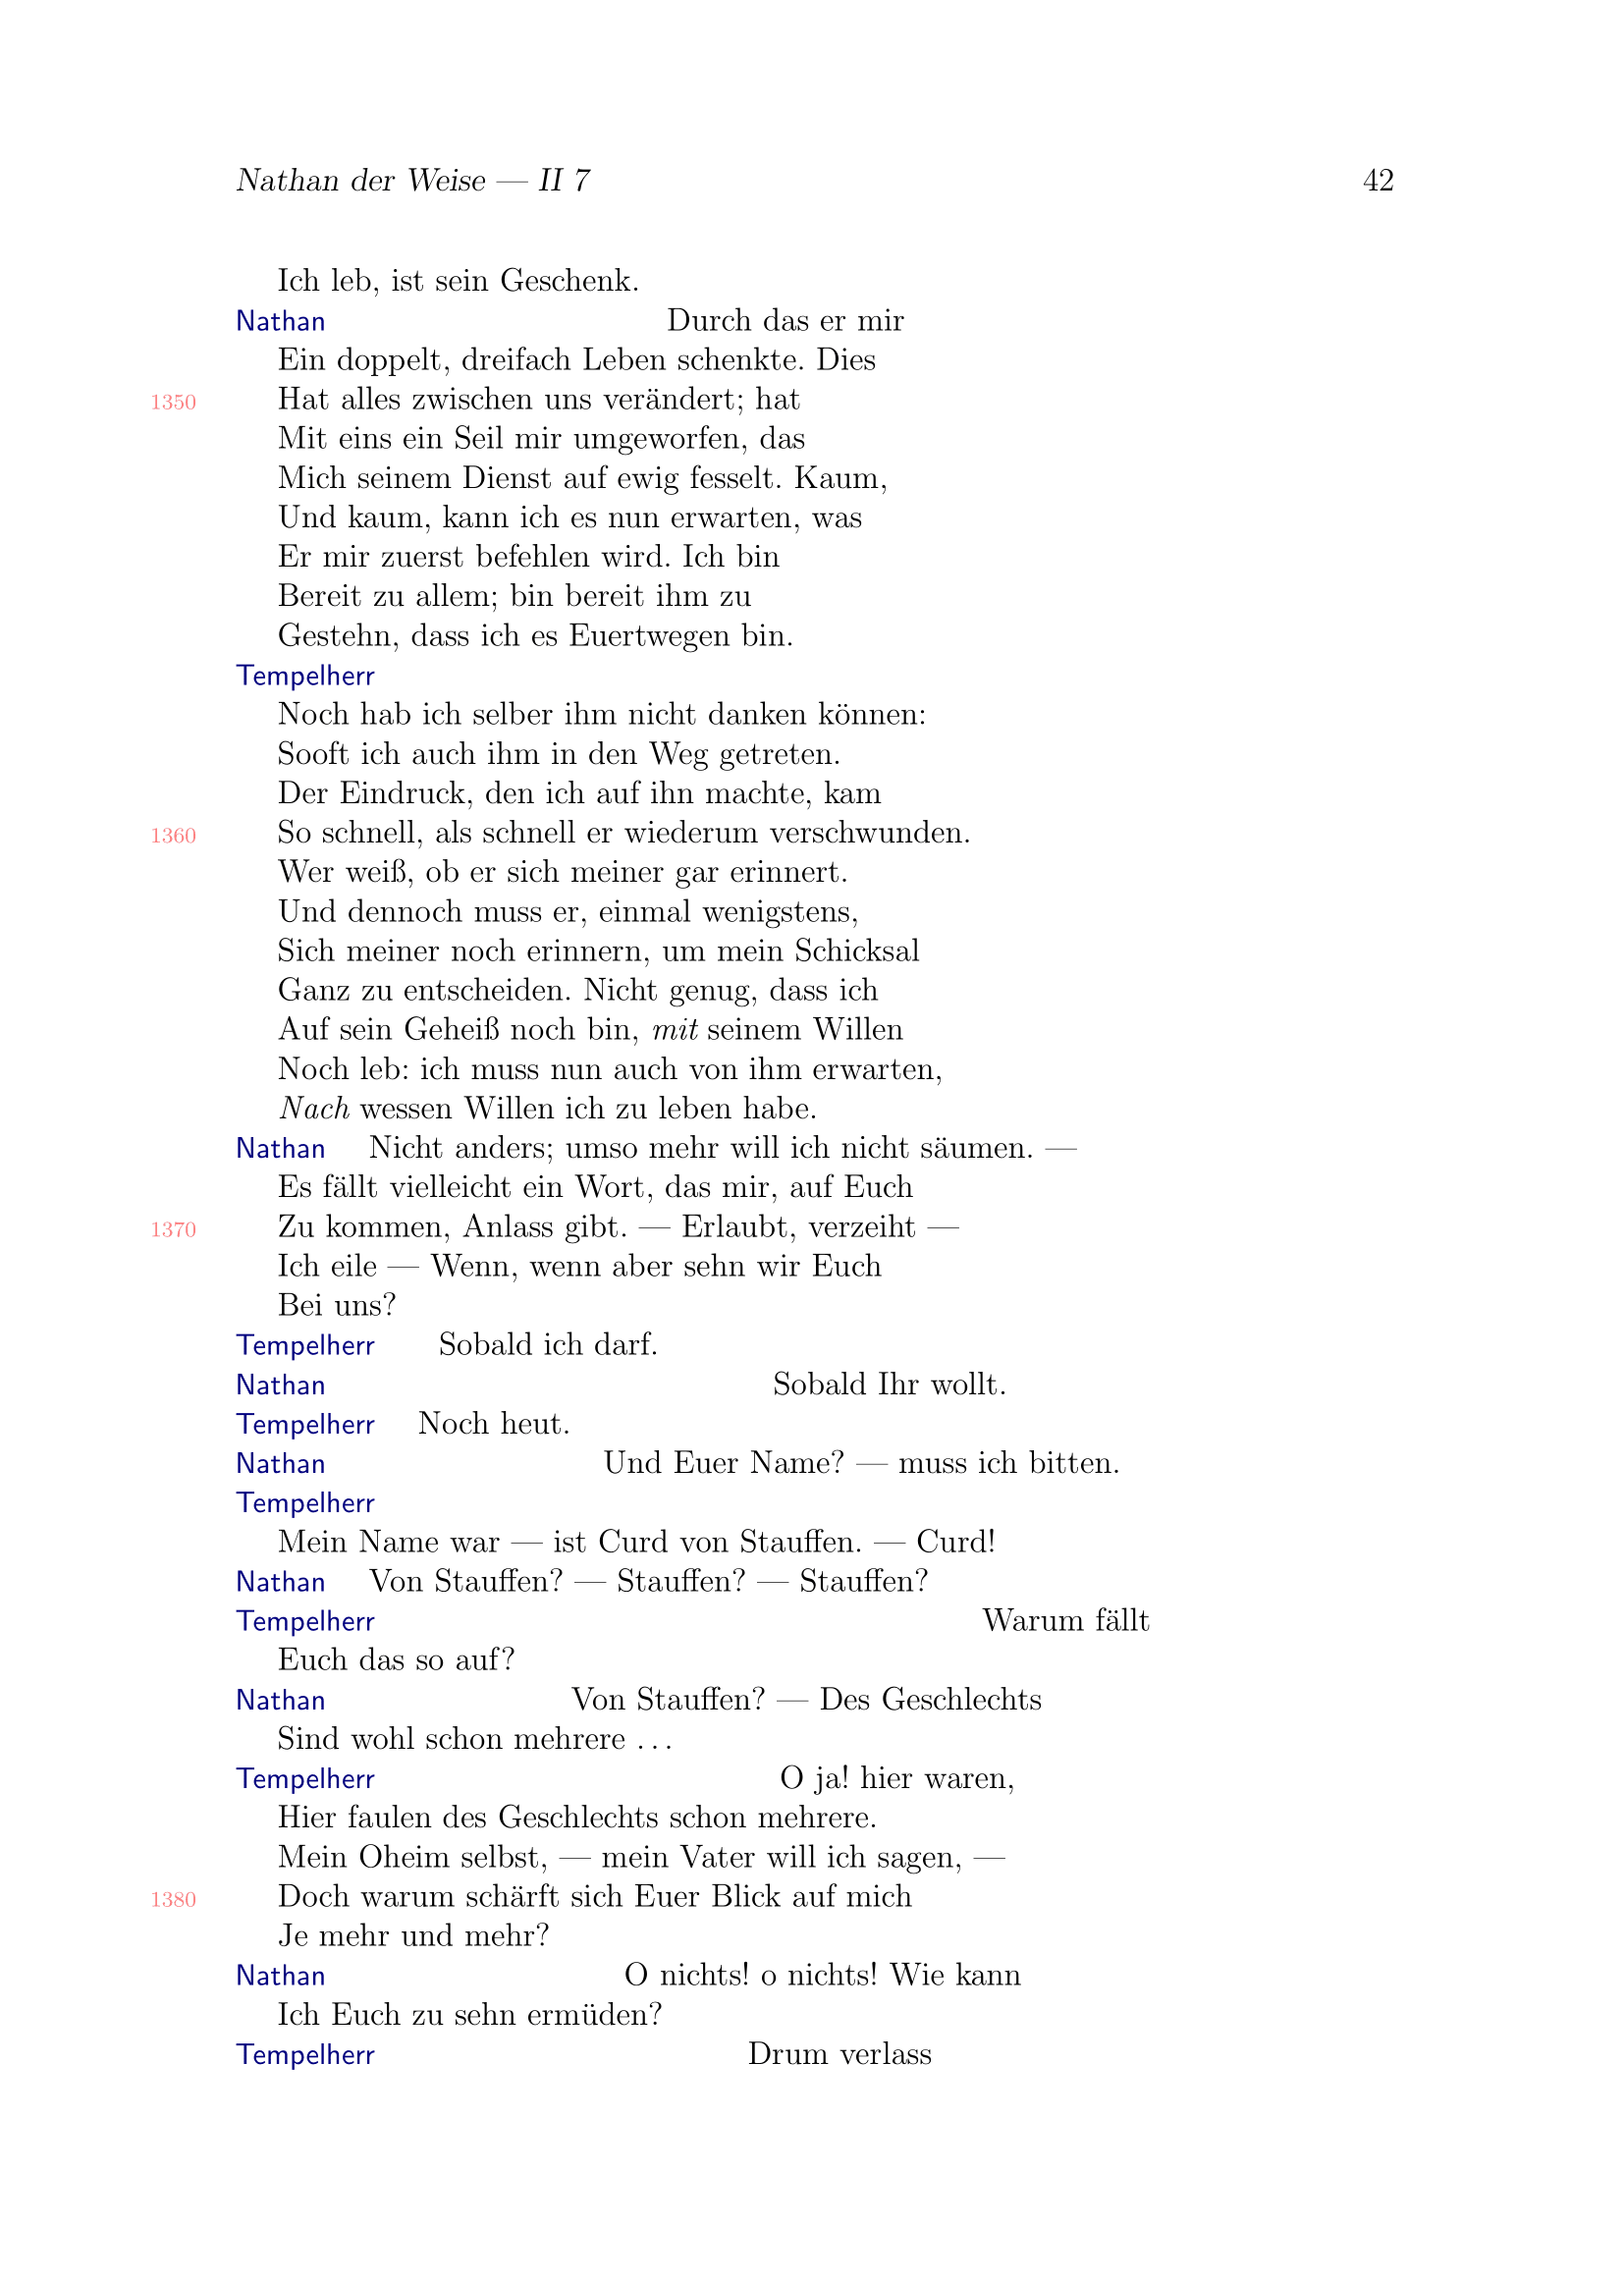 Nathan der Weise — II 7 42
Ich leb, ist sein Geschenk.
Nathan Durch das er mir
Ein doppelt, dreifach Leben schenkte. Dies
1350 Hat alles zwischen uns verändert; hat
Mit eins ein Seil mir umgeworfen, das
Mich seinem Dienst auf ewig fesselt. Kaum,
Und kaum, kann ich es nun erwarten, was
Er mir zuerst befehlen wird. Ich bin
Bereit zu allem; bin bereit ihm zu
Gestehn, dass ich es Euertwegen bin.
Tempelherr
Noch hab ich selber ihm nicht danken können:
Sooft ich auch ihm in den Weg getreten.
Der Eindruck, den ich auf ihn machte, kam
1360 So schnell, als schnell er wiederum verschwunden.
Wer weiß, ob er sich meiner gar erinnert.
Und dennoch muss er, einmal wenigstens,
Sich meiner noch erinnern, um mein Schicksal
Ganz zu entscheiden. Nicht genug, dass ich
Auf sein Geheiß noch bin, mit seinem Willen
Noch leb: ich muss nun auch von ihm erwarten,
Nach wessen Willen ich zu leben habe.
Nathan Nicht anders; umso mehr will ich nicht säumen. —
Es fällt vielleicht ein Wort, das mir, auf Euch
1370 Zu kommen, Anlass gibt. — Erlaubt, verzeiht —
Ich eile — Wenn, wenn aber sehn wir Euch
Bei uns?
Tempelherr Sobald ich darf.
Nathan Sobald Ihr wollt.
Tempelherr Noch heut.
Nathan Und Euer Name? — muss ich bitten.
Tempelherr
Mein Name war — ist Curd von Stauffen. — Curd!
Nathan Von Stauffen? — Stauffen? — Stauffen?
Tempelherr Warum fällt
Euch das so auf?
Nathan Von Stauffen? — Des Geschlechts
Sind wohl schon mehrere ...
Tempelherr O ja! hier waren,
Hier faulen des Geschlechts schon mehrere.
Mein Oheim selbst, — mein Vater will ich sagen, —
1380 Doch warum schärft sich Euer Blick auf mich
Je mehr und mehr?
Nathan O nichts! o nichts! Wie kann
Ich Euch zu sehn ermüden?
Tempelherr Drum verlass